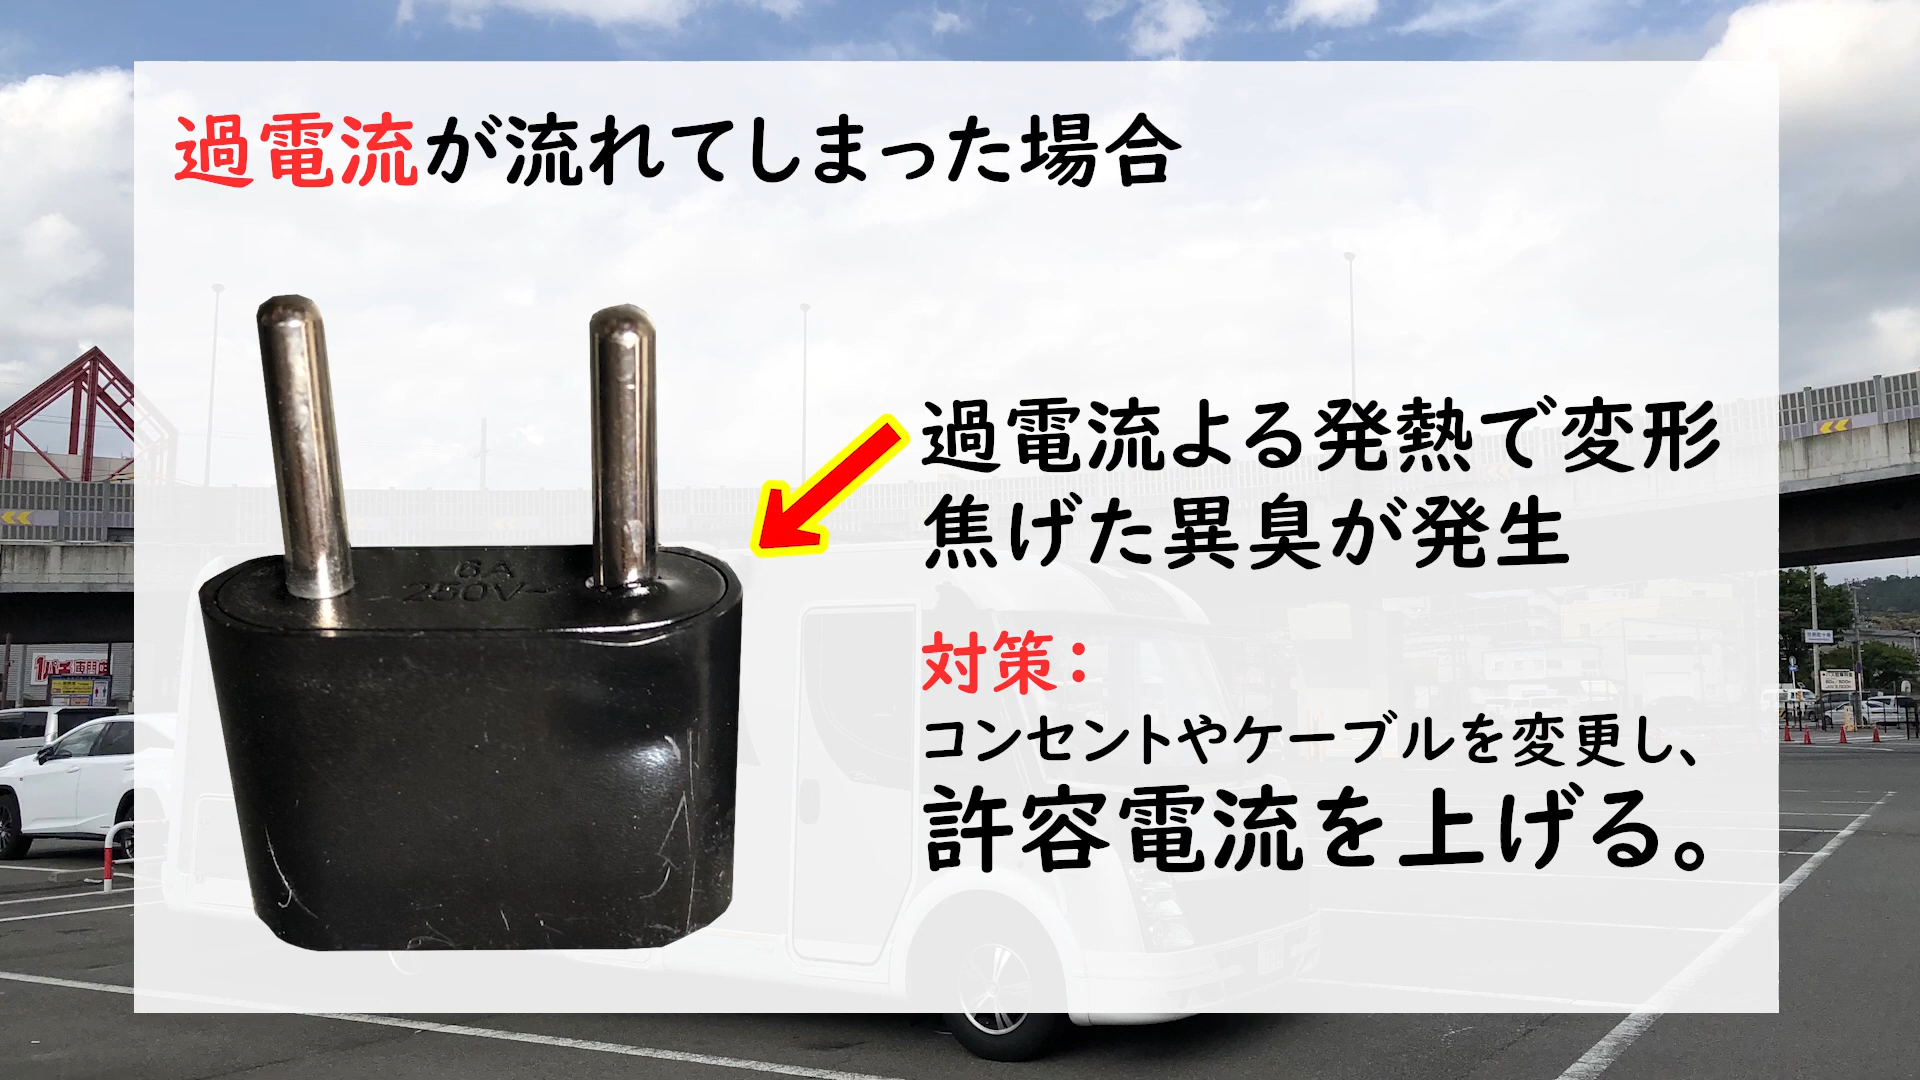 過電流が流れてしまった場合
6A
250V~
過電流よる発熱で変形
焦げた異臭が発生
対策：
コンセントやケーブルを変更し、
許容電流を上げる。